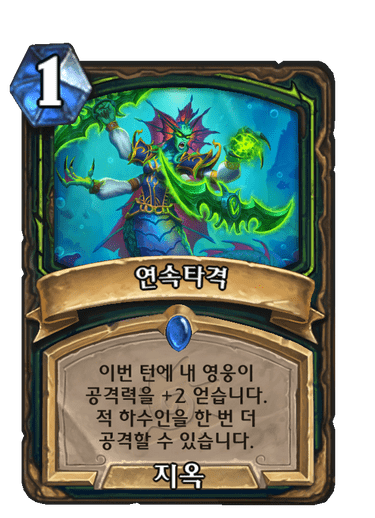 1
연속타격
이번 턴에 내 영웅이
공격력을 +2 얻습니다.
적 하수인을 한 번 더
공격할 수 있습니다.
지옥